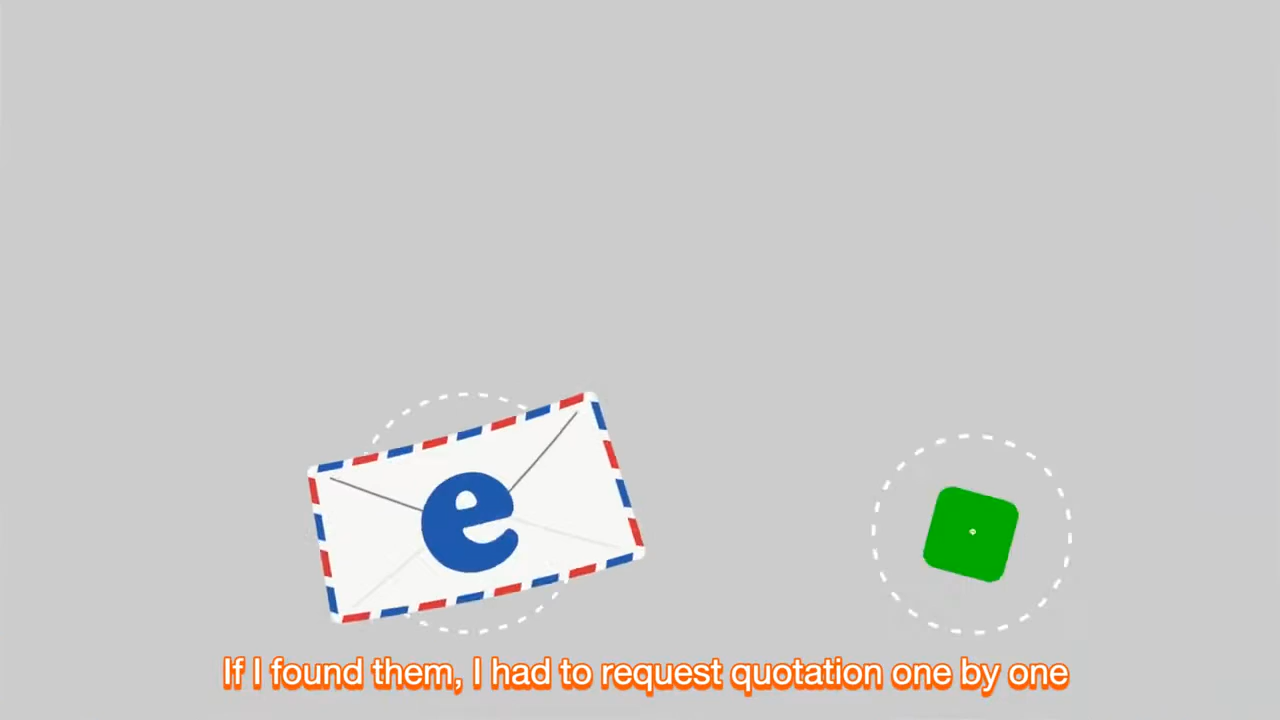 e
If I found them, I had to request quotation one by one